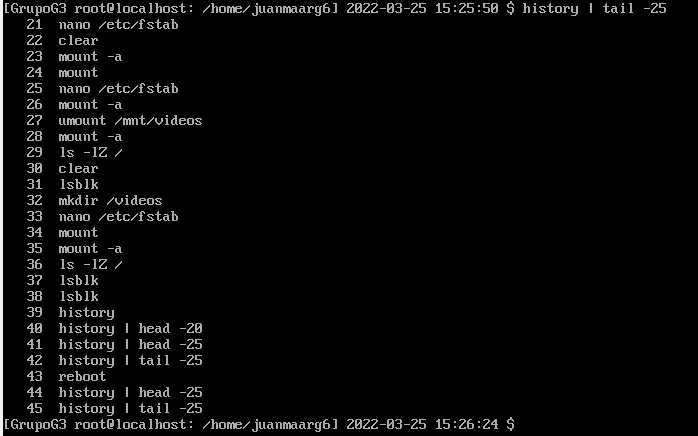 [GrupoG3 root@localhost: /home/juanmaarg6] 2022-03-25 15:25:50 $ history | tail -25
21 nano /etc/fstab
22 clear
23 mount -a
24 mount
25 nano /etc/fstab
26 mount -a
27 umount /mnt/videos
28 mount -a
29 ls -lZ /
30 clear
31 lsblk
32 mkdir /videos
33 nano /etc/fstab
34 mount
35 mount -a
36 ls -lZ /
37 lsblk
38 lsblk
39 history
40 history | head -20
41 history | head -25
42 history | tail -25
43 reboot
44 history | head -25
45 history | tail -25
[GrupoG3 root@localhost: /home/juanmaarg6] 2022-03-25 15:26:24 $